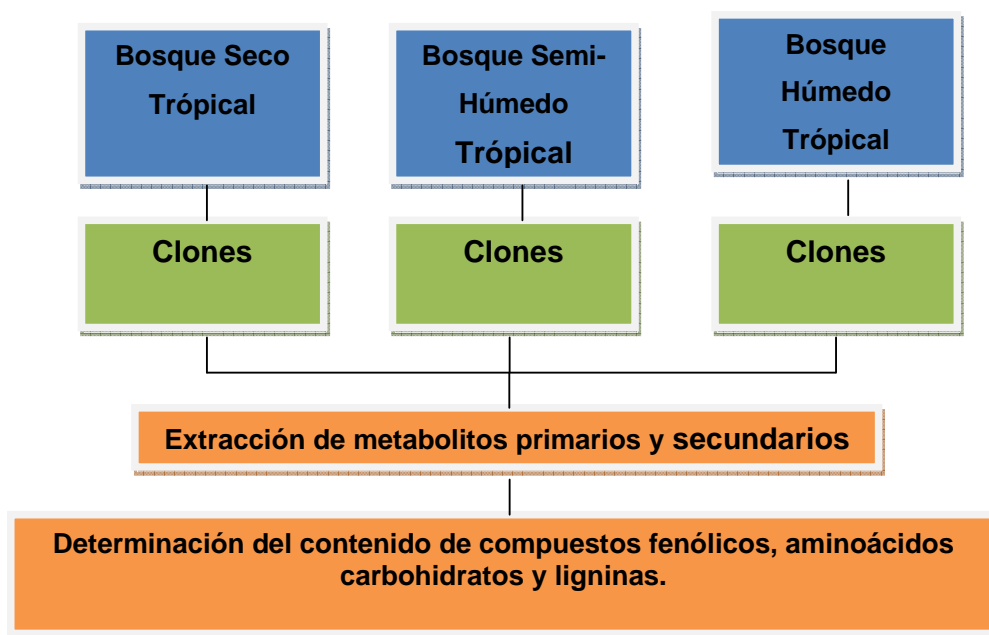 Bosque Seco
Trópical
Bosque Semi-
Húmedo
Trópical
Bosque
Húmedo
Trópical
Clones
Clones
Clones
Extracción de metabolitos primarios y secundarios
Determinación del contenido de compuestos fenólicos, aminoácidos
carbohidratos y ligninas.